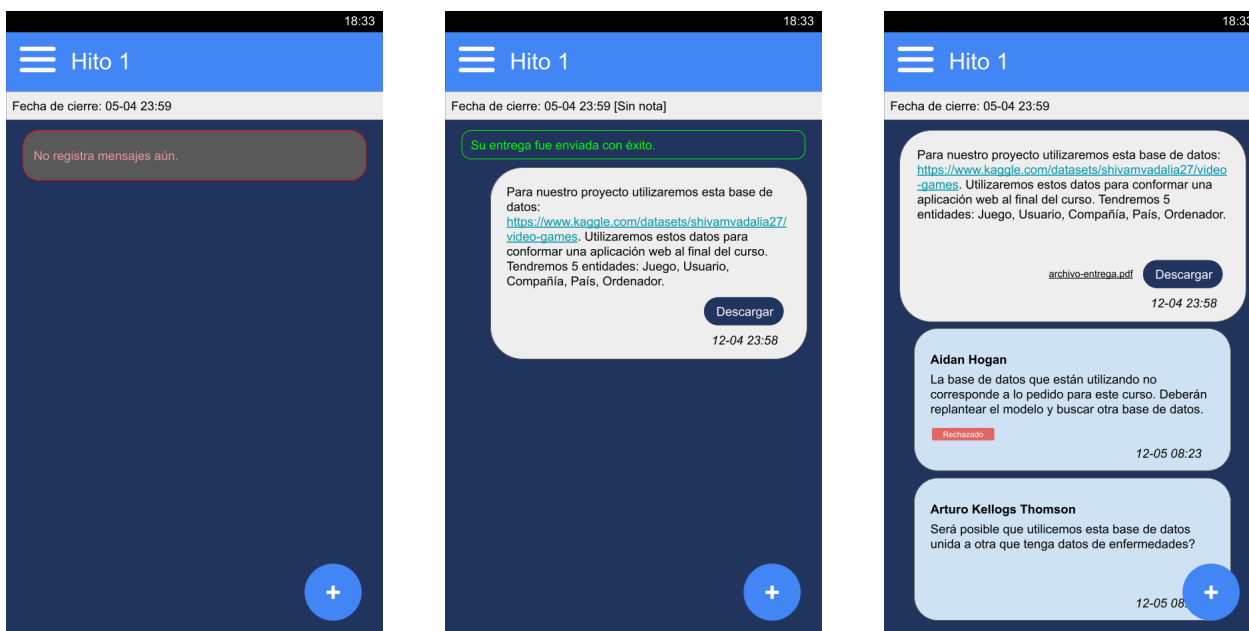 18:33
Hito 1
Fecha de cierre: 05-04 23:59
No registra mensajes aún.
+
18:33
Hito 1
Fecha de cierre: 05-04 23:59 [Sin nota]
Su entrega fue enviada con éxito.
Para nuestro proyecto utilizaremos esta base de
datos:
https://www.kaggle.com/datasets/shivamvadalia27/
video-games. Utilizaremos estos datos para
conformar una aplicación web al final del curso.
Tendremos 5 entidades: Juego, Usuario,
Compañía, País, Ordenador.
Descargar
12-04 23:58
+
18:33
Hito 1
Fecha de cierre: 05-04 23:59
Para nuestro proyecto utilizaremos esta base de datos:
https://www.kaggle.com/datasets/shivamvadalia27/video
-games. Utilizaremos estos datos para conformar una
aplicación web al final del curso. Tendremos 5
entidades: Juego, Usuario, Compañía, País, Ordenador.
archivo-entrega.pdf Descargar
12-04 23:58
Aidan Hogan
La base de datos que están utilizando no
corresponde a lo pedido para este curso. Deberán
replantear el modelo y buscar otra base de datos.
Rechazado
12-05 08:23
Arturo Kellogs Thomson
Será posible que utilicemos esta base de datos
unida a otra que tenga datos de enfermedades?
12-05 08
+